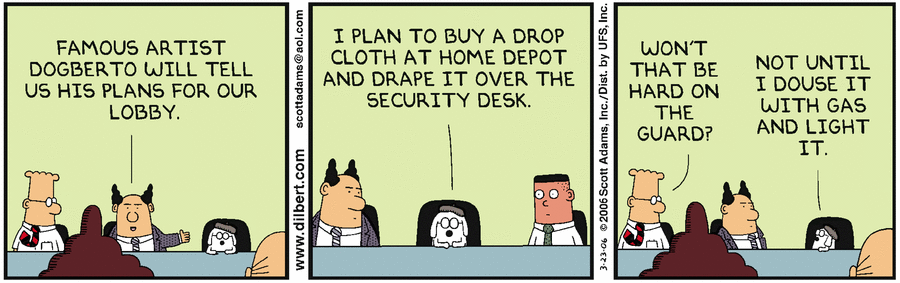 FAMOUS ARTIST
DOGBERTO WILL TELL
US HIS PLANS FOR OUR
LOBBY.
www.dilbert.com
scottadams@aol.com
I PLAN TO BUY A DROP
CLOTH AT HOME DEPOT
AND DRAPE IT OVER THE
SECURITY DESK.
3-23-06 © 2006 Scott Adams, Inc./Dist. by UFS, Inc.
WON'T
THAT BE
HARD ON
THE
GUARD?
NOT UNTIL
I DOUSE IT
WITH GAS
AND LIGHT
IT.